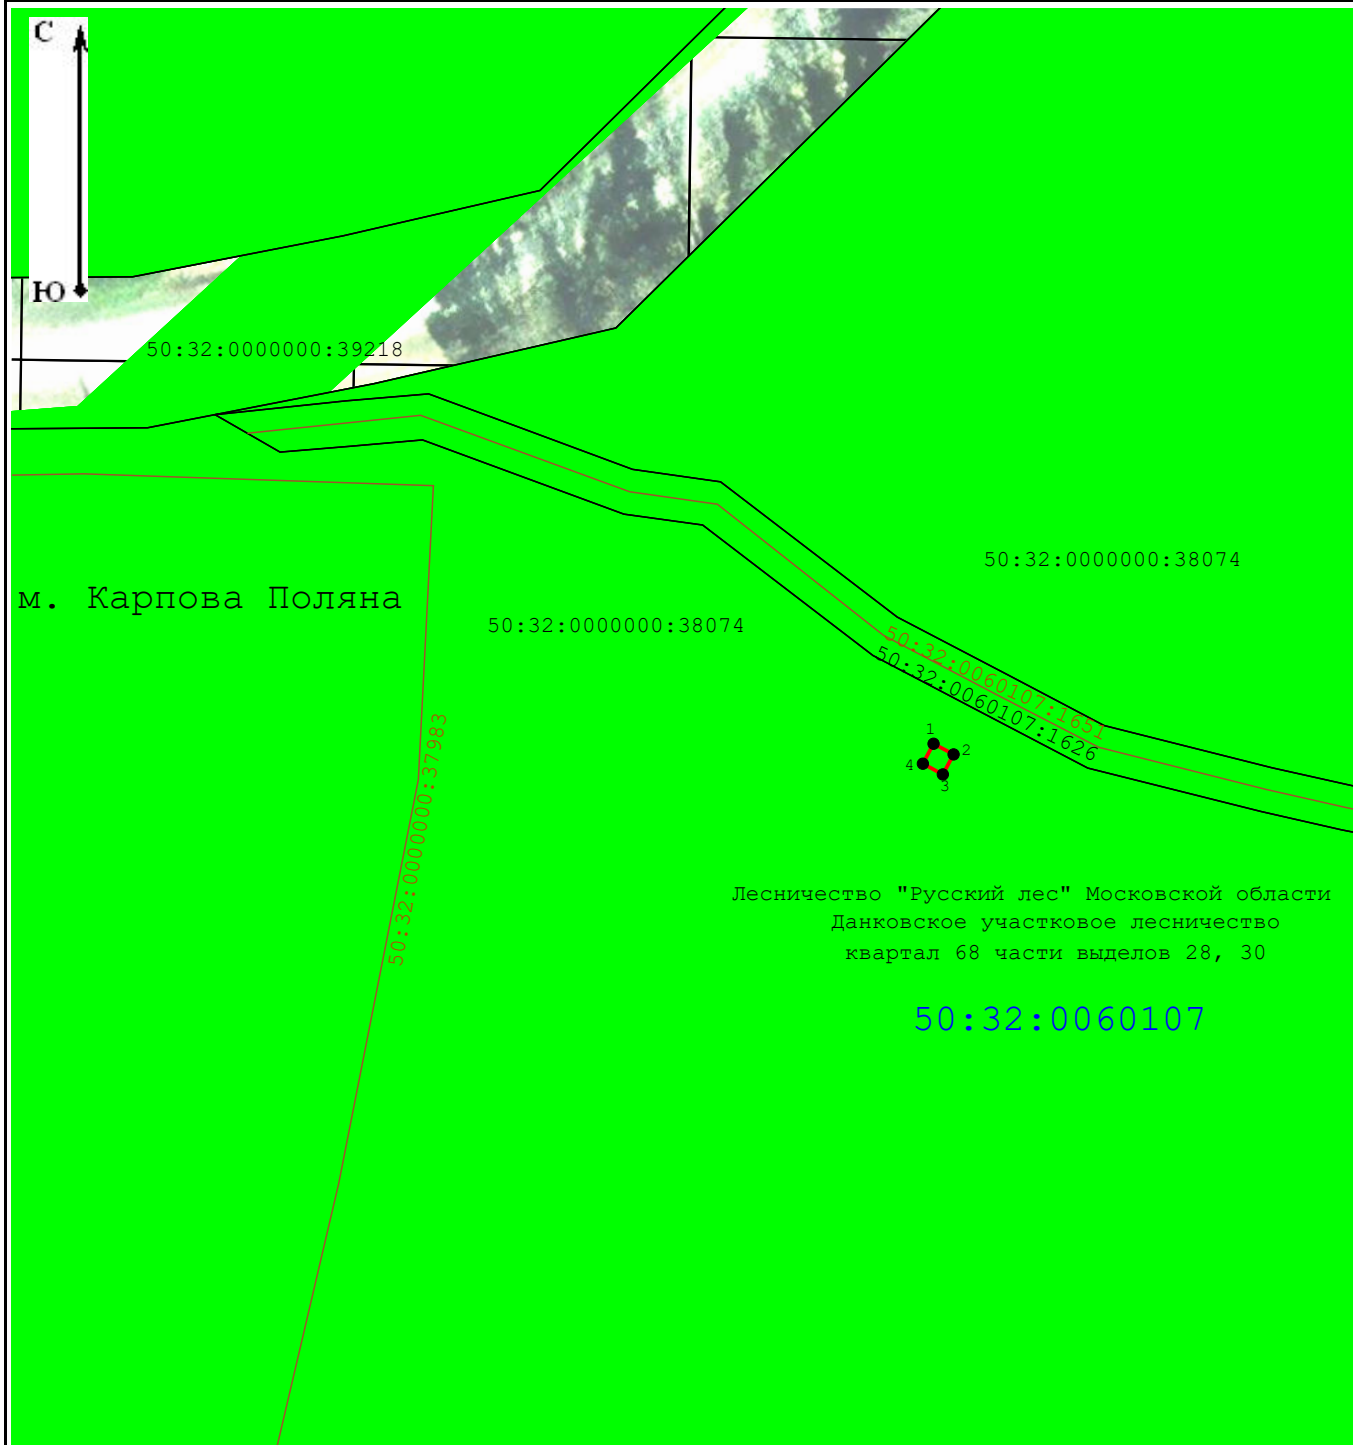 С
Ю
50:32:0000000:39218
50:32:0000000:38074
м. Карпова Поляна
50:32:0000000:38074
50:32:0060107:1651
50:32:0060107:1626
50:32:0000000:37983
1
2
4
3
Лесничество "Русский лес" Московской области
Данковское участковое лесничество
квартал 68 части выделов 28, 30
50:32:0060107